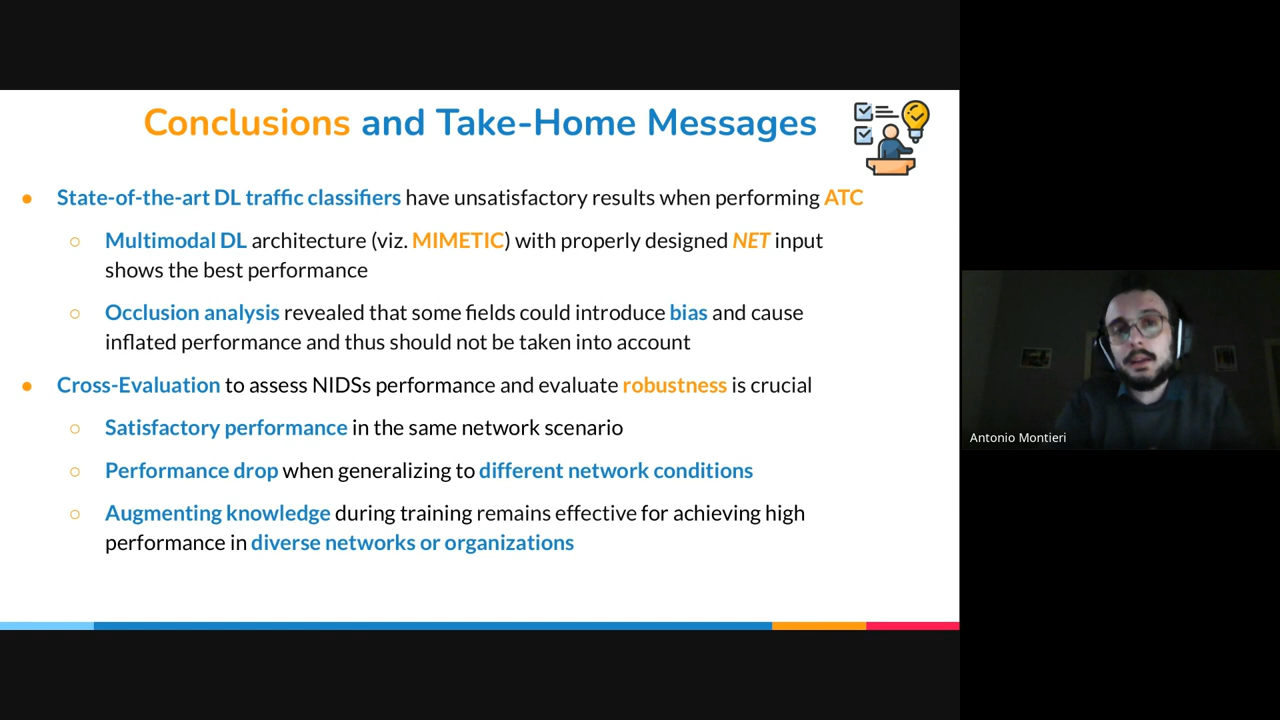 Conclusions and Take-Home Messages
● State-of-the-art DL traffic classifiers have unsatisfactory results when performing ATC
○ Multimodal DL architecture (viz. MIMETIC) with properly designed NET input
shows the best performance
○ Occlusion analysis revealed that some fields could introduce bias and cause
inflated performance and thus should not be taken into account
● Cross-Evaluation to assess NIDSs performance and evaluate robustness is crucial
○ Satisfactory performance in the same network scenario
○ Performance drop when generalizing to different network conditions
○ Augmenting knowledge during training remains effective for achieving high
performance in diverse networks or organizations
Antonio Montieri